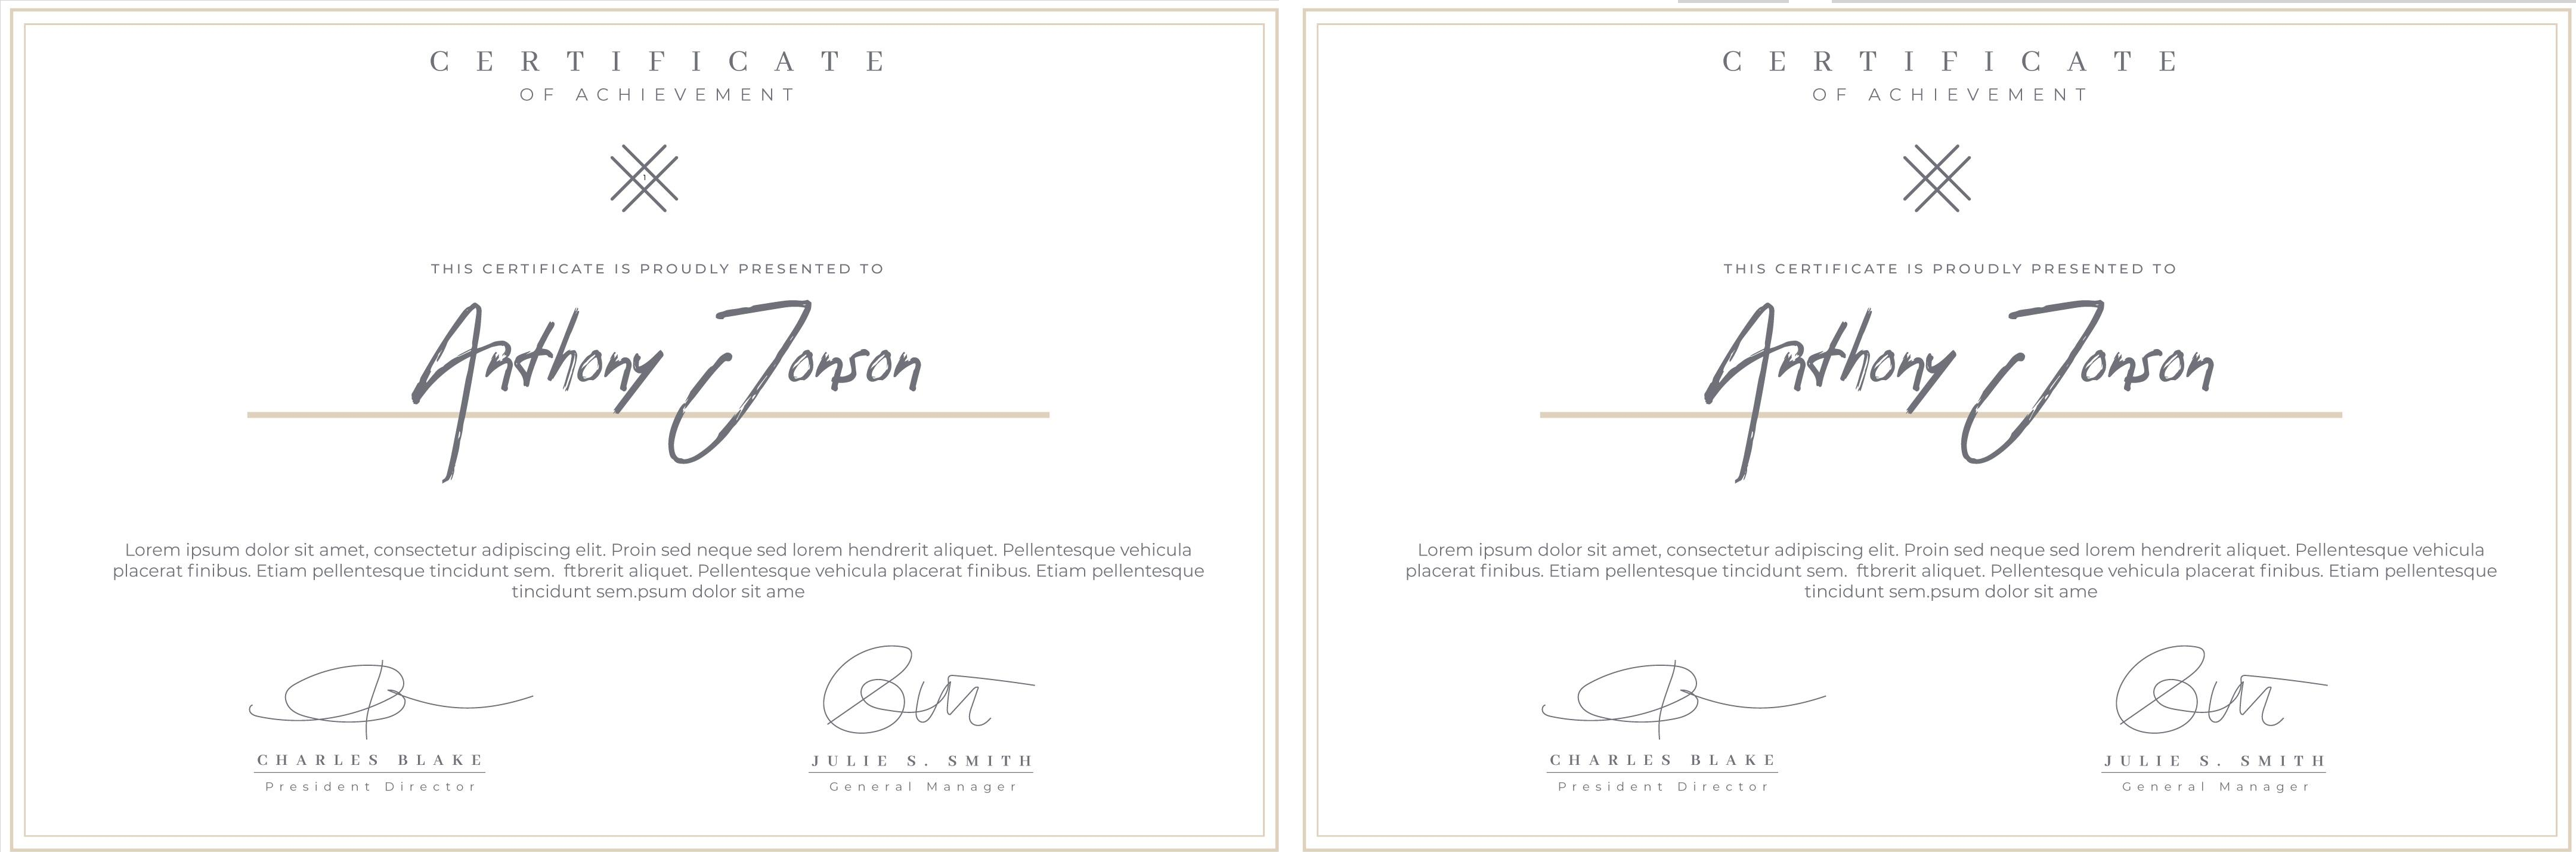 CERTIFICATE
OF ACHIEVEMENT
1
THIS CERTIFICATE IS PROUDLY PRESENTED TO
Anthony Jonson
Lorem ipsum dolor sit amet, consectetur adipiscing elit. Proin sed neque sed lorem hendrerit aliquet. Pellentesque vehicula
placerat finibus. Etiam pellentesque tincidunt sem.  ftbrerit aliquet. Pellentesque vehicula placerat finibus. Etiam pellentesque
tincidunt sem.psum dolor sit ame
CHARLES BLAKE
President Director
JULIE S. SMITH
General Manager
CERTIFICATE
OF ACHIEVEMENT
THIS CERTIFICATE IS PROUDLY PRESENTED TO
Anthony Jonson
Lorem ipsum dolor sit amet, consectetur adipiscing elit. Proin sed neque sed lorem hendrerit aliquet. Pellentesque vehicula
placerat finibus. Etiam pellentesque tincidunt sem.  ftbrerit aliquet. Pellentesque vehicula placerat finibus. Etiam pellentesque
tincidunt sem.psum dolor sit ame
CHARLES BLAKE
President Director
JULIE S. SMITH
General Manager